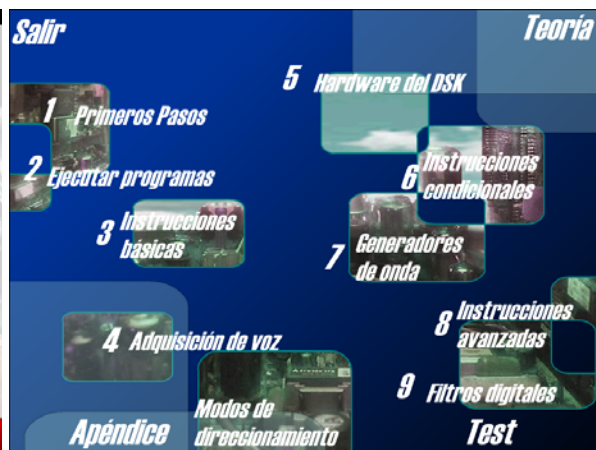 Salir
Teoría
1 Primeros Pasos
2 Ejecutar programas
3 Instrucciones
básicas
4 Adquisición de voz
5 Hardware del DSK
6 Instrucciones
condicionales
7 Generadores
de onda
8 Instrucciones
avanzadas
9 Filtros digitales
Apéndice
Modos de
direccionamiento
Test